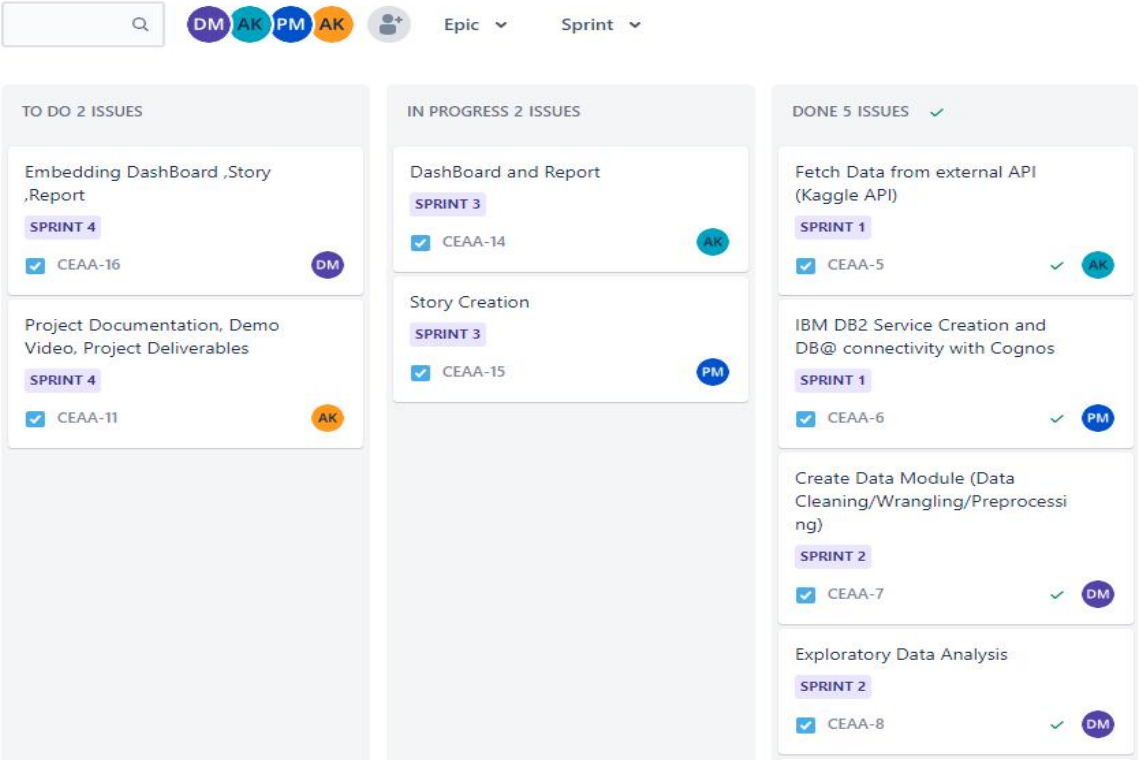 DM AK PM AK Epic Sprint
TO DO 2 ISSUES
Embedding DashBoard ,Story
,Report
SPRINT 4
CEAA-16 DM
Project Documentation, Demo
Video, Project Deliverables
SPRINT 4
CEAA-11 AK
IN PROGRESS 2 ISSUES
DashBoard and Report
SPRINT 3
CEAA-14 AK
Story Creation
SPRINT 3
CEAA-15 PM
DONE 5 ISSUES
Fetch Data from external API
(Kaggle API)
SPRINT 1
CEAA-5 AK
IBM DB2 Service Creation and
DB@ connectivity with Cognos
SPRINT 1
CEAA-6 PM
Create Data Module (Data
Cleaning/Wrangling/Preprocessi
ng)
SPRINT 2
CEAA-7 DM
Exploratory Data Analysis
SPRINT 2
CEAA-8 DM